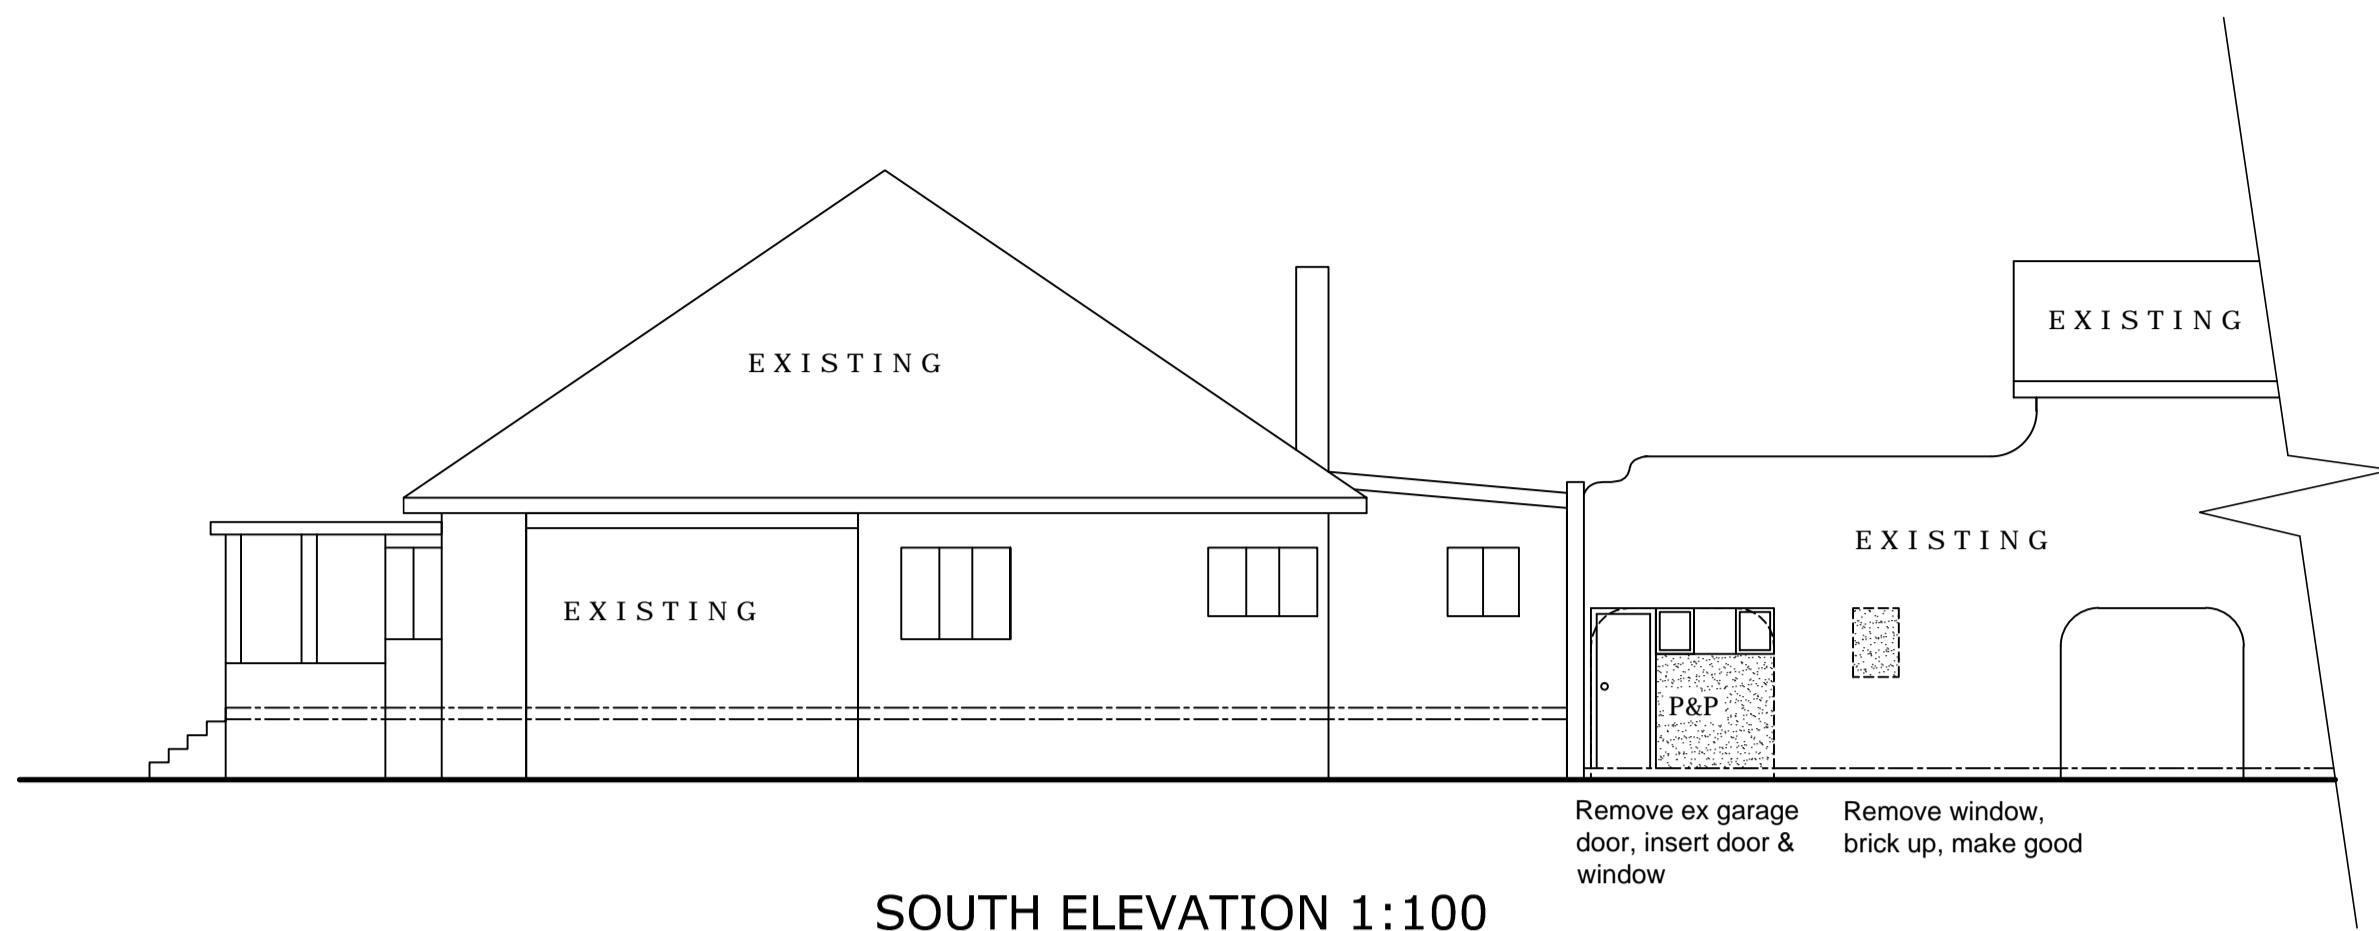 EXISTING
EXISTING
EXISTING
EXISTING
P&P
Remove ex garage
door, insert door &
window
Remove window,
brick up, make good
SOUTH ELEVATION 1:100